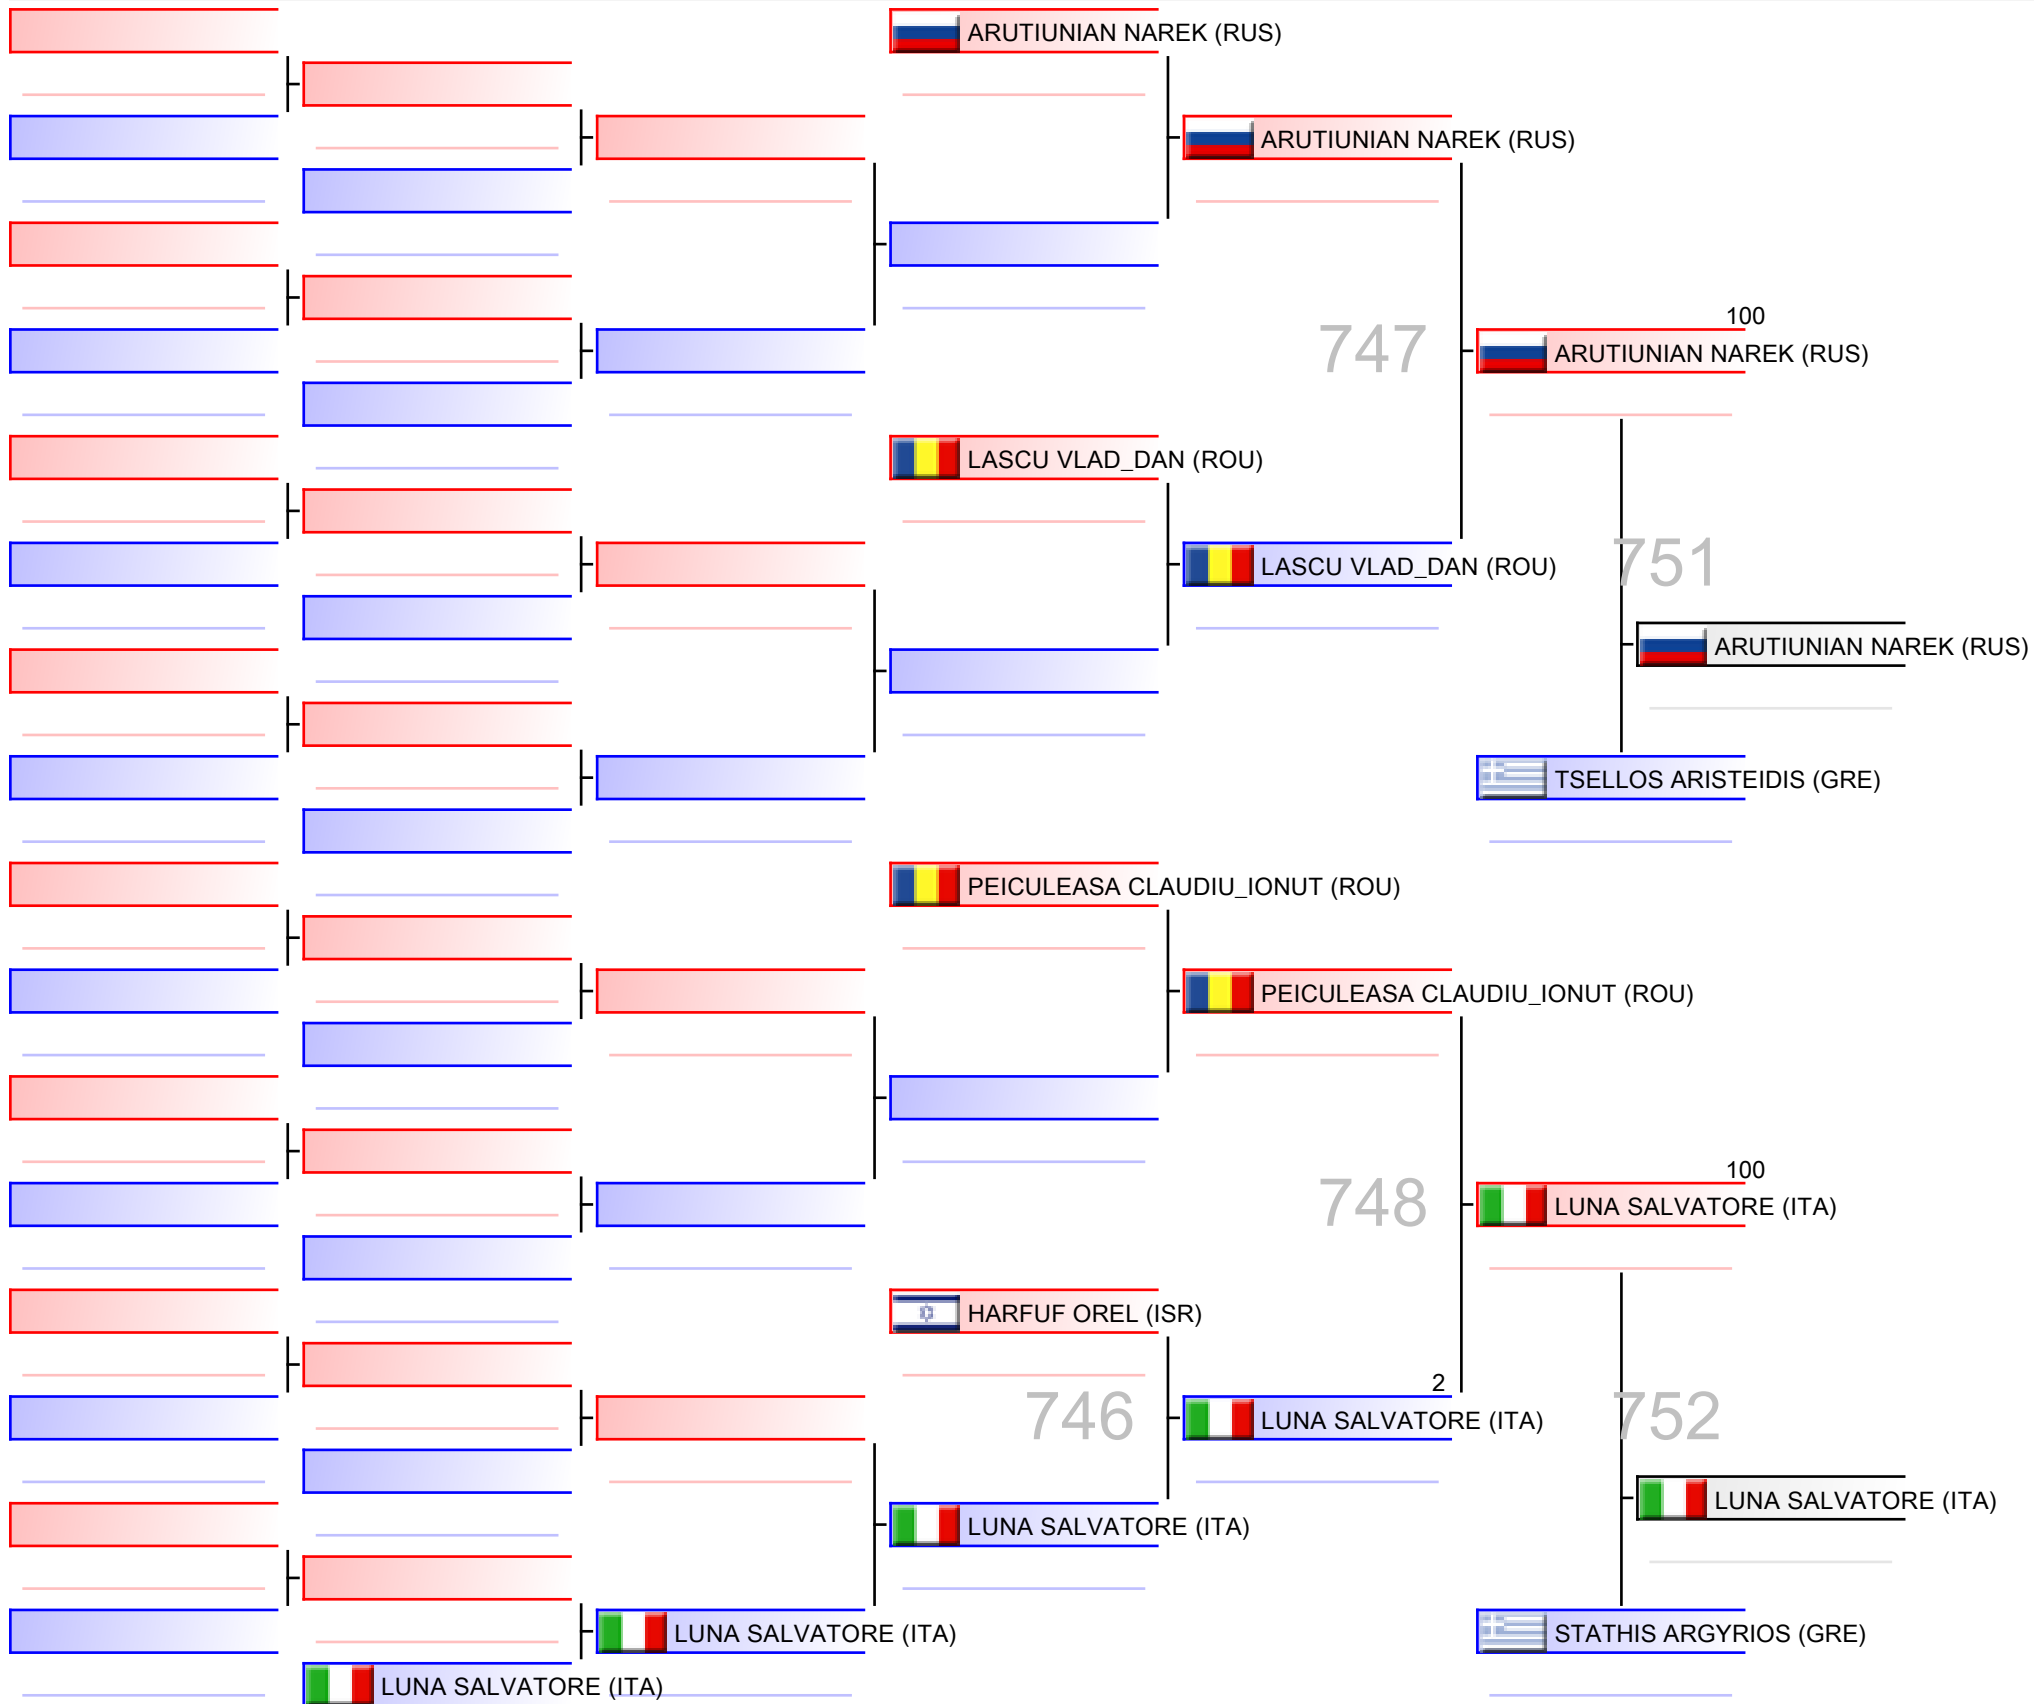 ARUTIUNIAN NAREK (RUS)
ARUTIUNIAN NAREK (RUS)
100
747
ARUTIUNIAN NAREK (RUS)
LASCU VLAD_DAN (ROU)
751
LASCU VLAD_DAN (ROU)
ARUTIUNIAN NAREK (RUS)
TSELLOS ARISTEIDIS (GRE)
PEICULEASA CLAUDIU_IONUT (ROU)
PEICULEASA CLAUDIU_IONUT (ROU)
100
748
LUNA SALVATORE (ITA)
HARFUF OREL (ISR)
2
746
LUNA SALVATORE (ITA)
752
LUNA SALVATORE (ITA)
LUNA SALVATORE (ITA)
LUNA SALVATORE (ITA)
STATHIS ARGYRIOS (GRE)
LUNA SALVATORE (ITA)